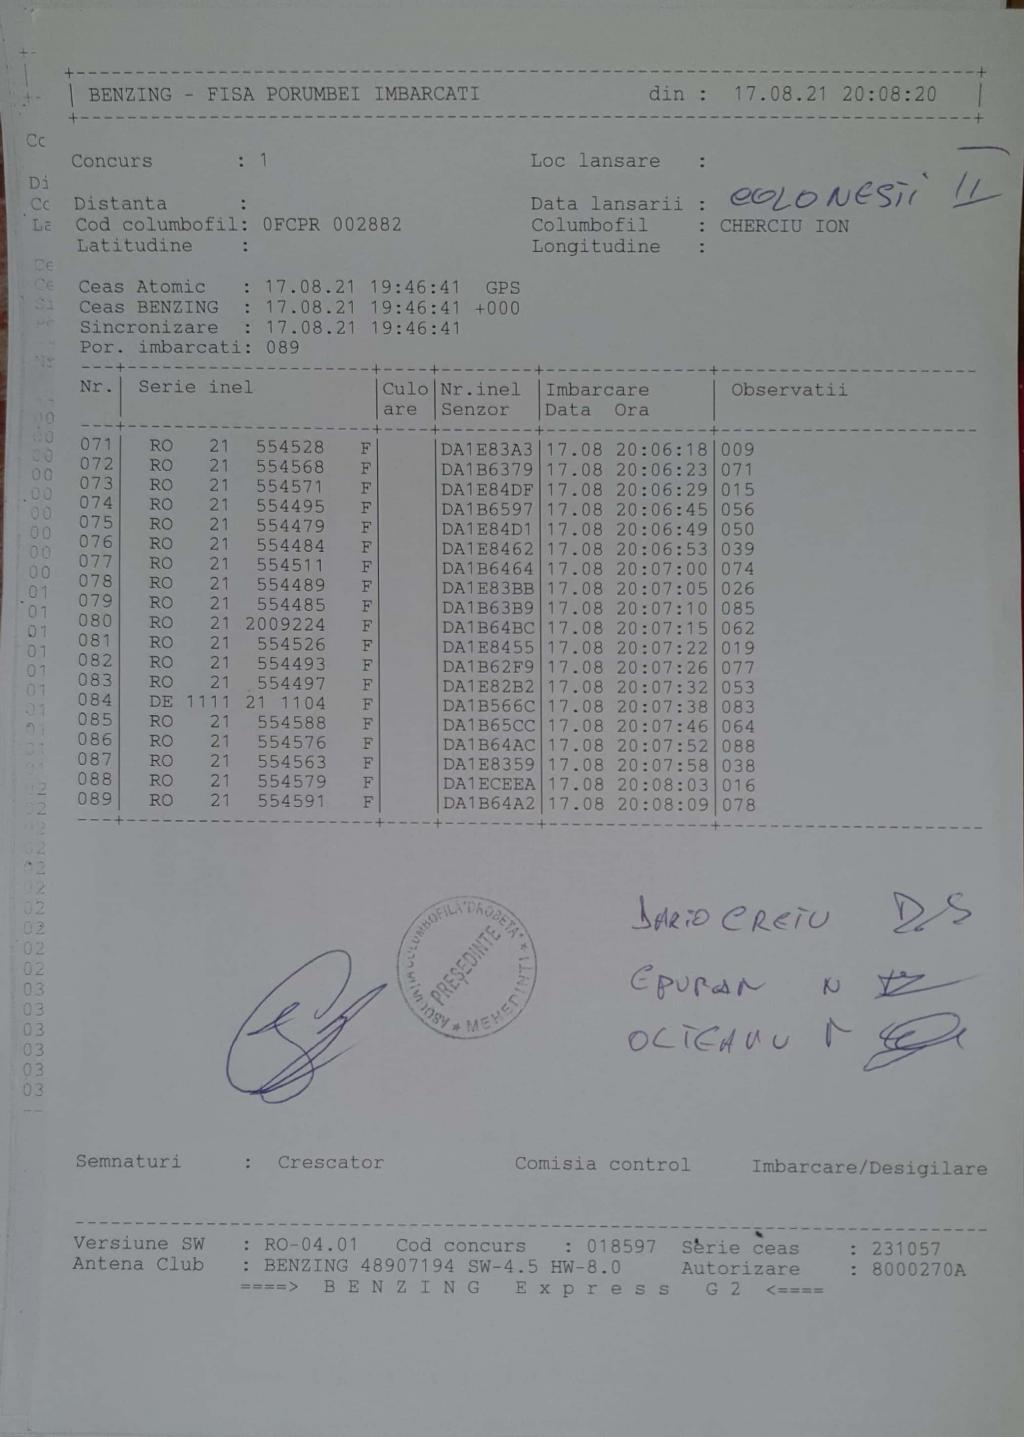 BENZING - FISA PORUMBEI IMBARCATI din : 17.08.21 20:08:20
Concurs : 1 Loc lansare :
COLONESTI II
Distanta : Data lansarii :
Cod columbofil: 0FCPR 002882 Columbofil : CHERCIU ION
Latitudine : Longitudine :
Ceas Atomic : 17.08.21 19:46:41 GPS
Ceas BENZING : 17.08.21 19:46:41 +000
Sincronizare : 17.08.21 19:46:41
Por. imbarcati: 089
Nr. Serie inel Culo Nr.inel Imbarcare Observatii
are Senzor Data Ora
071 RO 21 554528 F DA1E83A3 17.08 20:06:18 009
072 RO 21 554568 F DA1B6379 17.08 20:06:23 071
073 RO 21 554571 F DA1E84DF 17.08 20:06:29 015
074 RO 21 554495 F DA1B6597 17.08 20:06:45 056
075 RO 21 554479 F DA1E84D1 17.08 20:06:49 050
076 RO 21 554484 F DA1E8462 17.08 20:06:53 039
077 RO 21 554511 F DA1B6464 17.08 20:07:00 074
078 RO 21 554489 F DA1E83BB 17.08 20:07:05 026
079 RO 21 554485 F DA1B63B9 17.08 20:07:10 085
080 RO 21 2009224 F DA1B64BC 17.08 20:07:15 062
081 RO 21 554526 F DA1E8455 17.08 20:07:22 019
082 RO 21 554493 F DA1B62F9 17.08 20:07:26 077
083 RO 21 554497 F DA1E82B2 17.08 20:07:32 053
084 DE 1111 21 1104 F DA1B566C 17.08 20:07:38 083
085 RO 21 554588 F DA1B65CC 17.08 20:07:46 064
086 RO 21 554576 F DA1B64AC 17.08 20:07:52 088
087 RO 21 554563 F DA1E8359 17.08 20:07:58 038
088 RO 21 554579 F DA1ECEEA 17.08 20:08:03 016
089 RO 21 554591 F DA1B64A2 17.08 20:08:09 078
COLUMBOFILA "DROBETA" * MEHEDINTI *
PREŞEDINTE
EPURAN N
OLTEANU
Semnaturi : Crescator Comisia control Imbarcare/Desigilare
Versiune SW : RO-04.01 Cod concurs : 018597 Serie ceas : 231057
Antena Club : BENZING 48907194 SW-4.5 HW-8.0 Autorizare : 8000270A
====> B E N Z I N G E x p r e s s G 2 <====